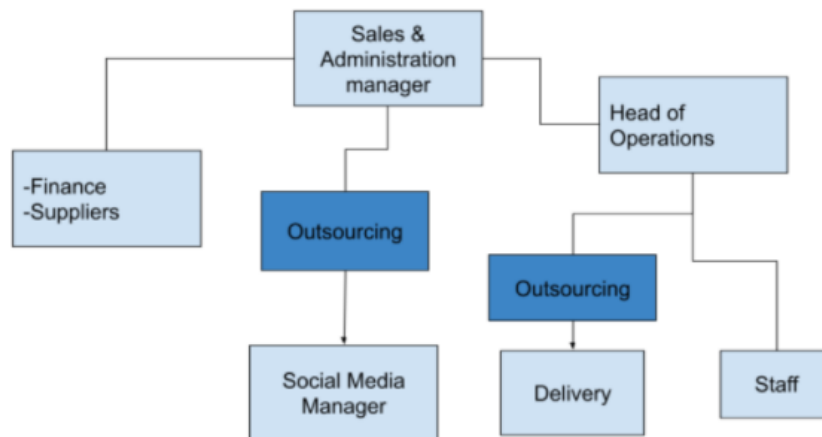 Sales &
Administration
manager
Head of
Operations
-Finance
-Suppliers
Outsourcing
Outsourcing
Social Media
Manager
Delivery
Staff